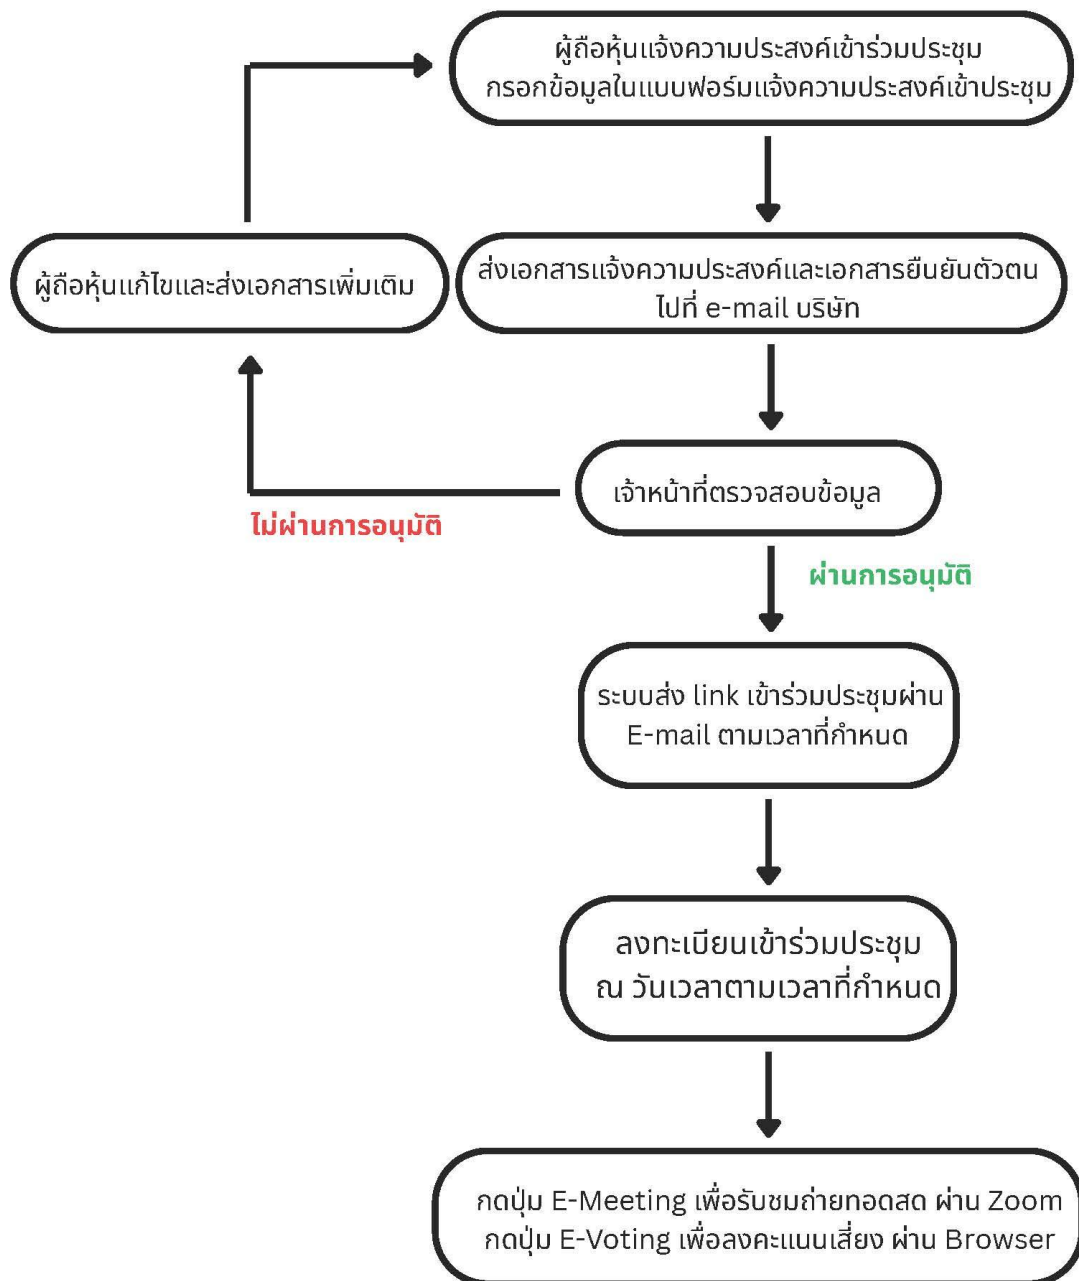 ผู้ถือหุ้นแจ้งความประสงค์เข้าร่วมประชุม
กรอกข้อมูลในแบบฟอร์มแจ้งความประสงค์เข้าประชุม
ผู้ถือหุ้นแก้ไขและส่งเอกสารเพิ่มเติม
ส่งเอกสารแจ้งความประสงค์และเอกสารยืนยันตัวตน
ไปที่ e-mail บริษัท
เจ้าหน้าที่ตรวจสอบข้อมูล
ไม่ผ่านการอนุมัติ
ผ่านการอนุมัติ
ระบบส่ง link เข้าร่วมประชุมผ่าน
E-mail ตามเวลาที่กำหนด
ลงทะเบียนเข้าร่วมประชุม
ณ วันเวลาตามเวลาที่กำหนด
กดปุ่ม E-Meeting เพื่อรับชมถ่ายทอดสด ผ่าน Zoom
กดปุ่ม E-Voting เพื่อลงคะแนนเสี่ยง ผ่าน Browser